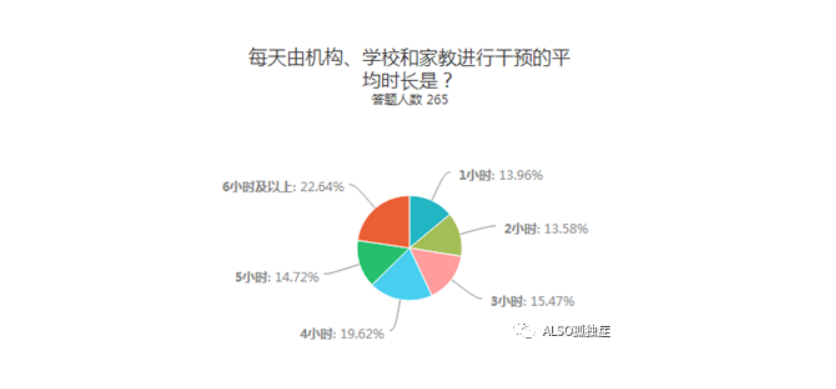 每天由机构、学校和家教进行干预的平
均时长是？
答题人数 265
1小时: 13.96%
6小时及以上: 22.64%
2小时: 13.58%
5小时: 14.72%
3小时: 15.47%
4小时: 19.62%
ALSO孤独症